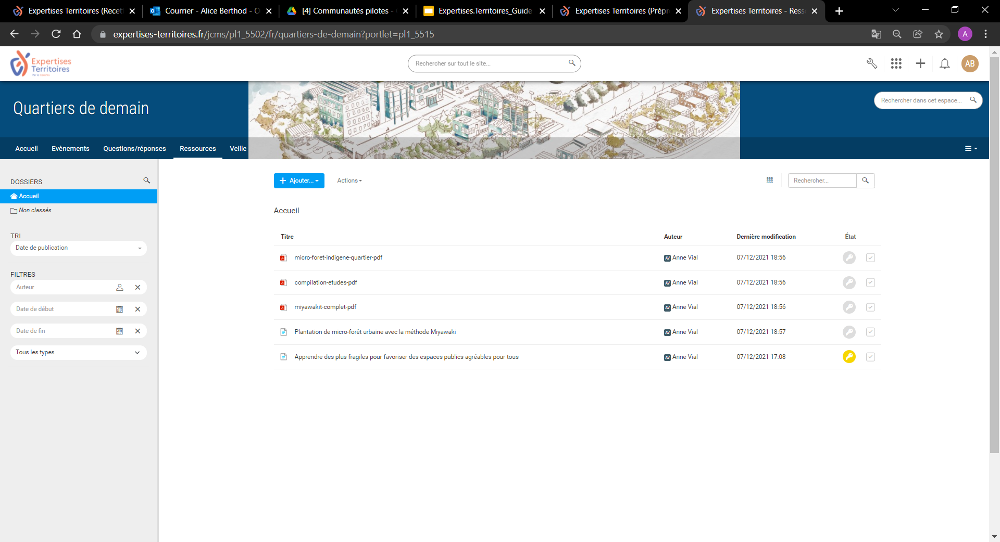 Expertises Territoires (Recet
Courrier - Alice Berthod - O
[4] Communautés pilotes -
Expertises.Territoires_Guide
Expertises Territoires (Prépr
Expertises Territoires - Ress
expertises-territoires.fr/jcms/pl1_5502/fr/quartiers-de-demain?portlet=pl1_5515
A
Expertises
Territoires
Par le Cerema
Rechercher sur tout le site...
AB
Quartiers de demain
Rechercher dans cet espace...
Accueil
Evènements
Questions/réponses
Ressources
Veille
DOSSIERS
Accueil
Non classés
TRI
Date de publication
FILTRES
Auteur
Date de début
Date de fin
Tous les types
Ajouter...
Actions
Rechercher...
Accueil
Titre Auteur Dernière modification État
micro-foret-indigene-quartier-pdf AV Anne Vial 07/12/2021 18:56
compilation-etudes-pdf AV Anne Vial 07/12/2021 18:56
miyawakit-complet-pdf AV Anne Vial 07/12/2021 18:56
Plantation de micro-forêt urbaine avec la méthode Miyawaki AV Anne Vial 07/12/2021 18:57
Apprendre des plus fragiles pour favoriser des espaces publics agréables pour tous AV Anne Vial 07/12/2021 17:08